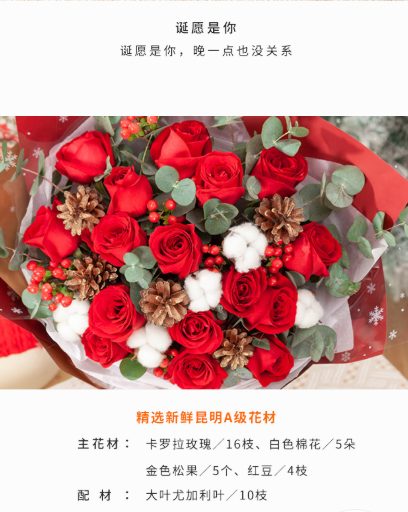 诞愿是你
诞愿是你，晚一点也没关系
精选新鲜昆明A级花材
主花材： 卡罗拉玫瑰／16枝、白色棉花／5朵
金色松果／5个、红豆／4枝
配材： 大叶尤加利叶／10枝